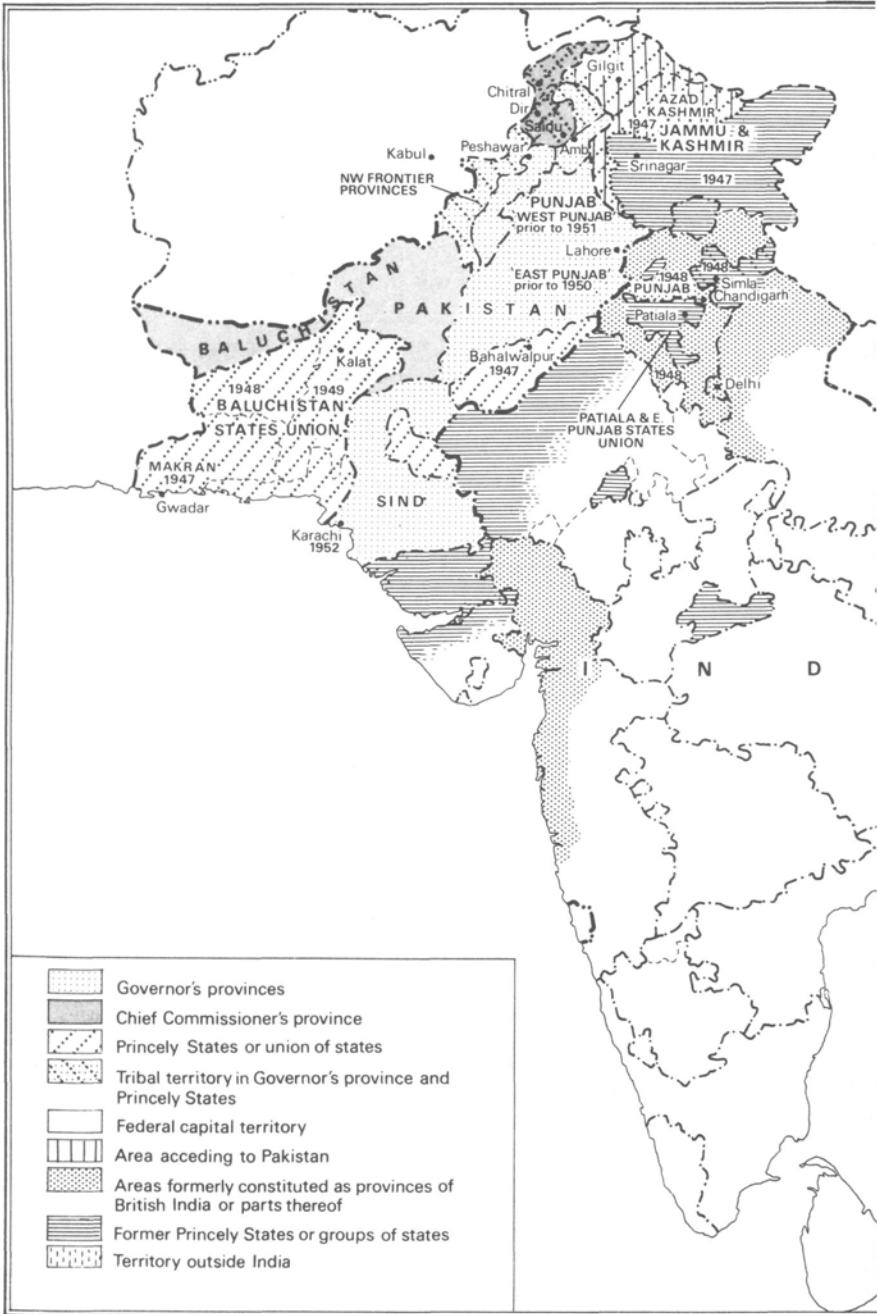 Gilgit
Chitral
Dir
AZAD
KASHMIR
1947
Saidu
JAMMU &
KASHMIR
Peshawar
Amb
Kabul
Srinagar
NW FRONTIER
PROVINCES
1947
PUNJAB
'WEST PUNJAB'
prior to 1951
Lahore
1948
'EAST PUNJAB'
prior to 1950
1948
PUNJAB
Simla
Chandigarh
BALUCHISTAN
PAKISTAN
Patiala
Kalat
Bahalwalpur
1947
1948
Delhi
1948
1949
BALUCHISTAN
STATES UNION
PATIALA & E
PUNJAB STATES
UNION
MAKRAN
1947
SIND
Gwadar
Karachi
1952
I N D
Governor's provinces
Chief Commissioner's province
Princely States or union of states
Tribal territory in Governor's province and
Princely States
Federal capital territory
Area acceding to Pakistan
Areas formerly constituted as provinces of
British India or parts thereof
Former Princely States or groups of states
Territory outside India